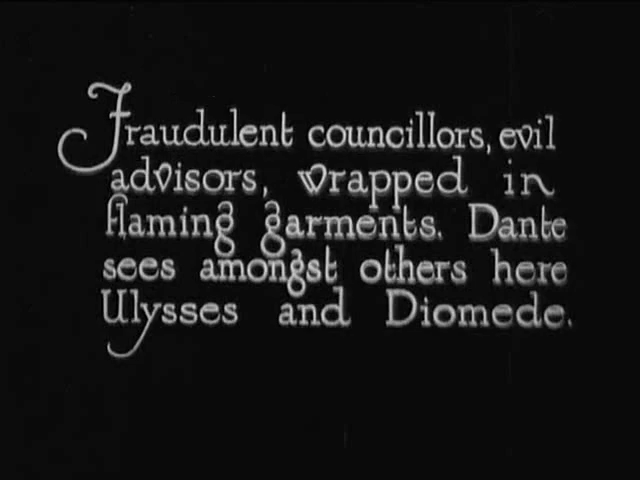 Fraudulent councillors, evil
advisors, wrapped in
flaming garments. Dante
sees amongst others here
Ulysses and Diomede.